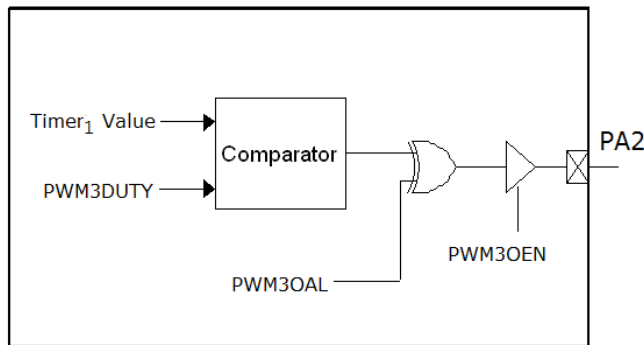 Timer1 Value
Comparator
PWM3DUTY
PA2
PWM3OEN
PWM3OAL